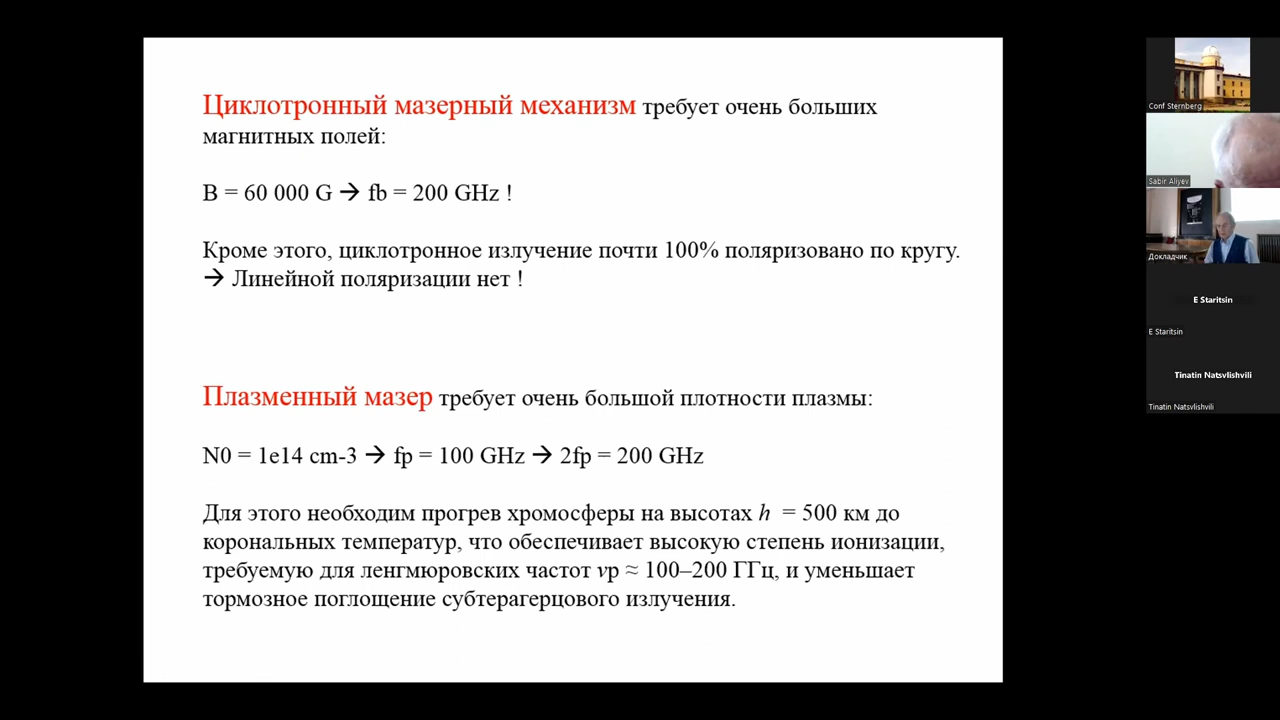 Циклотронный мазерный механизм требует очень больших
магнитных полей:
B = 60 000 G → fb = 200 GHz !
Кроме этого, циклотронное излучение почти 100% поляризовано по кругу.
→ Линейной поляризации нет !
Плазменный мазер требует очень большой плотности плазмы:
N0 = 1e14 cm-3 → fp = 100 GHz → 2fp = 200 GHz
Для этого необходим прогрев хромосферы на высотах h = 500 км до
корональных температур, что обеспечивает высокую степень ионизации,
требуемую для ленгмюровских частот νp ≈ 100–200 ГГц, и уменьшает
тормозное поглощение субтерагерцового излучения.
Conf Sternberg
Sabir Aliyev
Докладчик
E Staritsin
E Staritsin
Tinatin Natsvlishvili
Tinatin Natsvlishvili